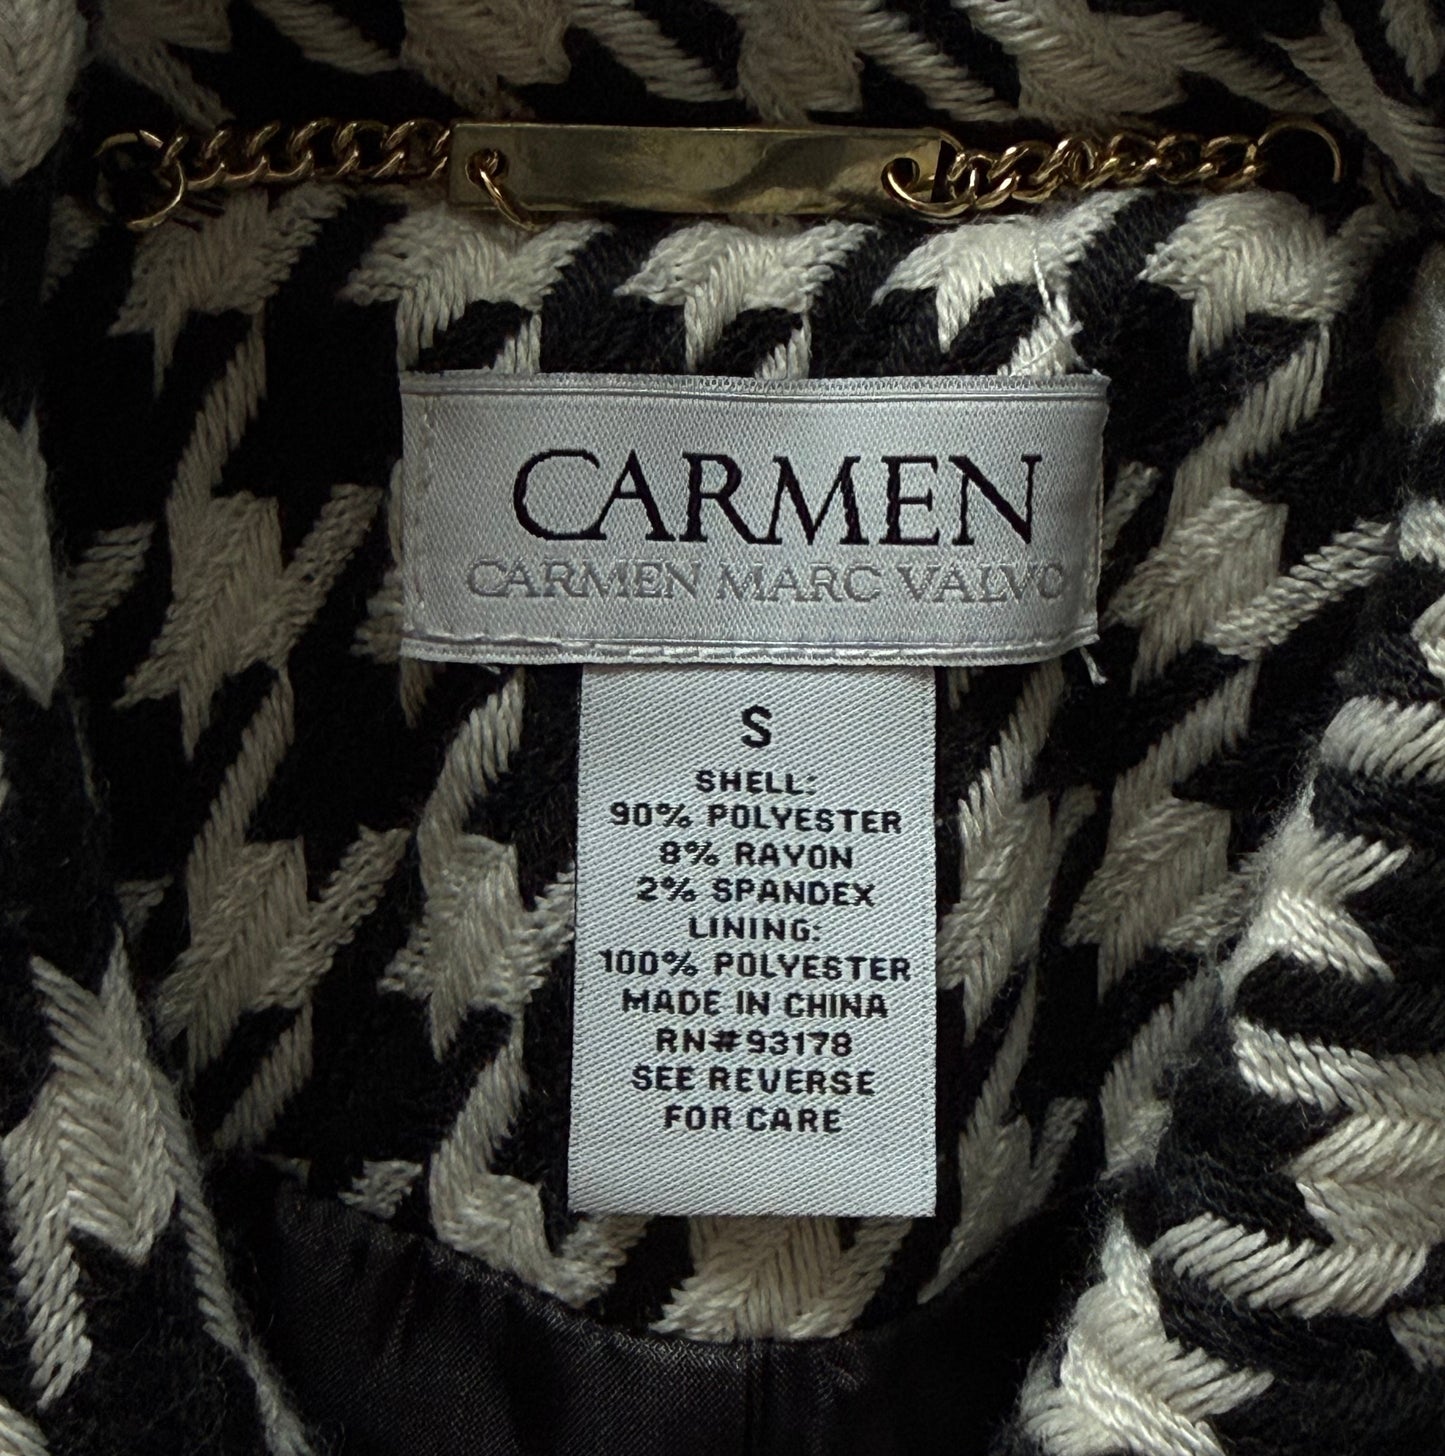 CARMEN
CARMEN MARC VALVO
S
SHELL:
90% POLYESTER
8% RAYON
2% SPANDEX
LINING:
100% POLYESTER
MADE IN CHINA
RN#93178
SEE REVERSE
FOR CARE